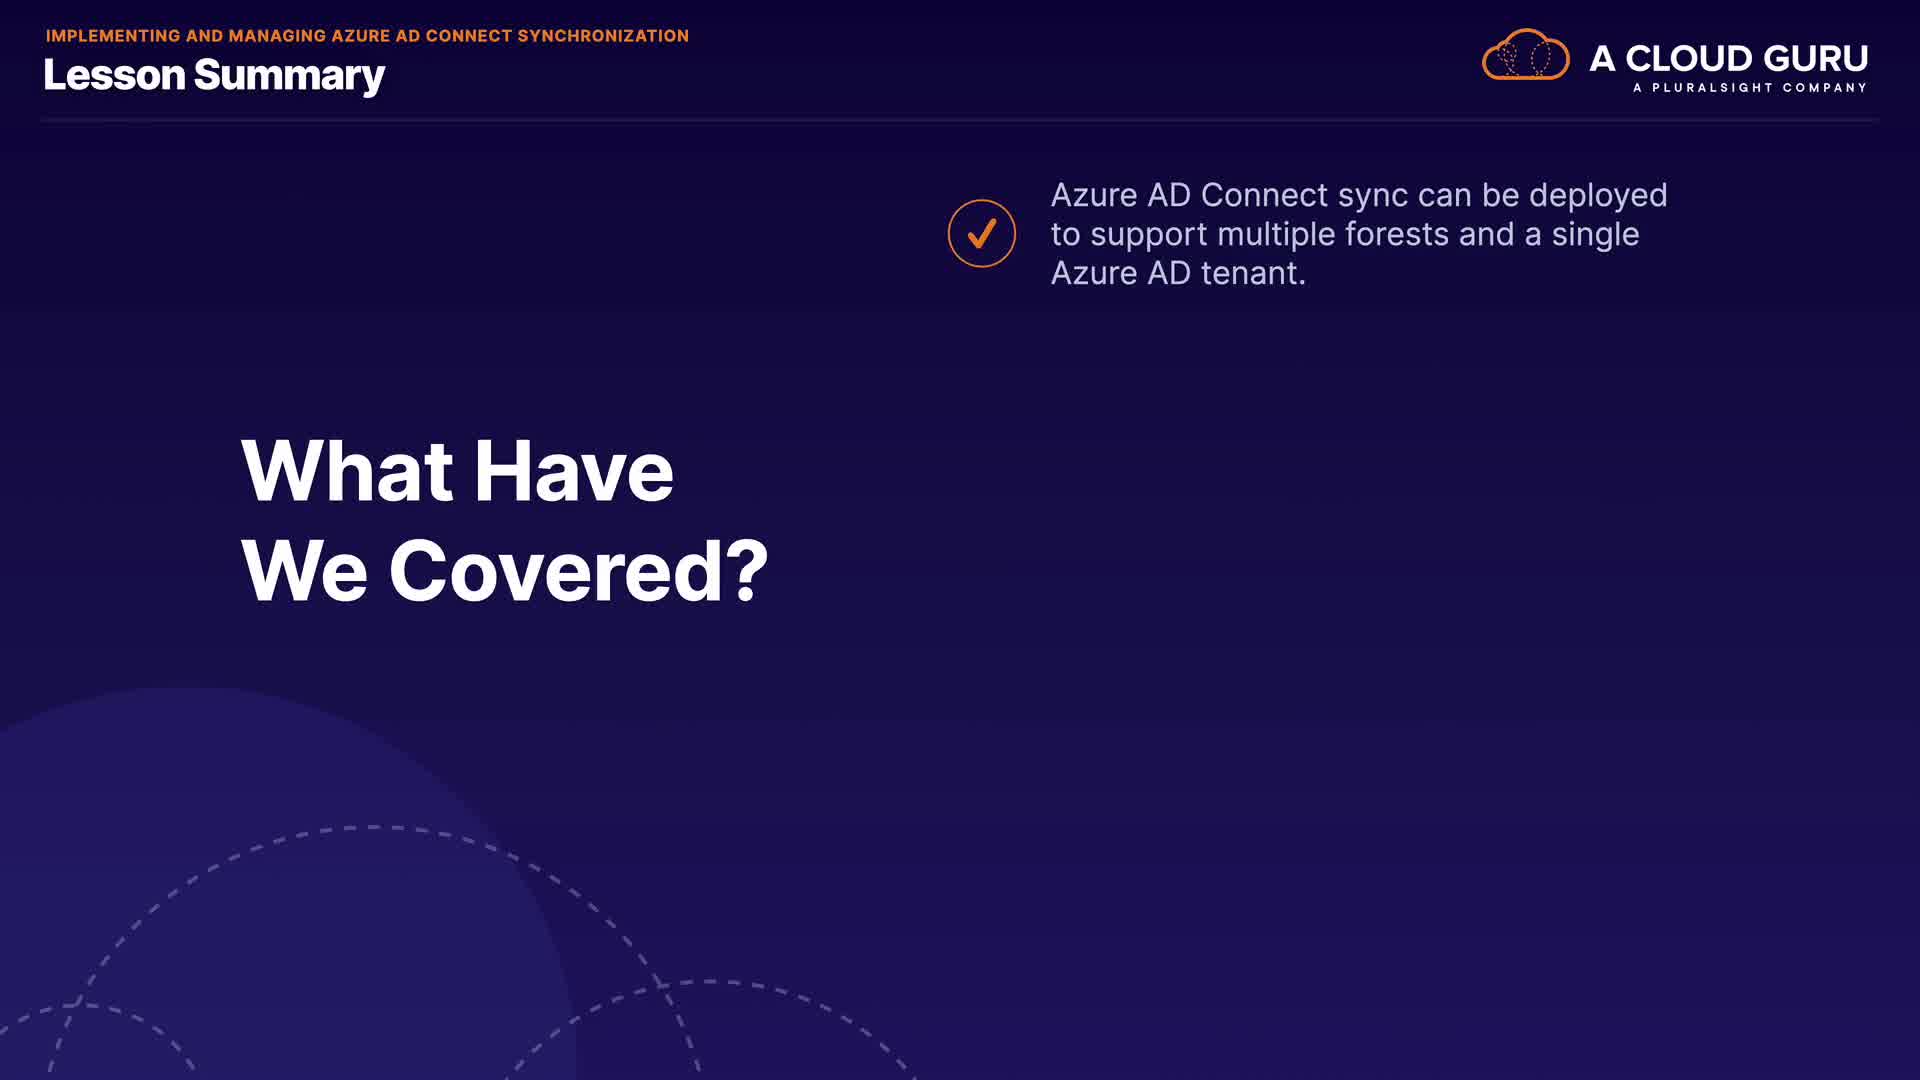 IMPLEMENTING AND MANAGING AZURE AD CONNECT SYNCHRONIZATION
Lesson Summary
A CLOUD GURU
A PLURALSIGHT COMPANY
Azure AD Connect sync can be deployed
to support multiple forests and a single
Azure AD tenant.
What Have
We Covered?